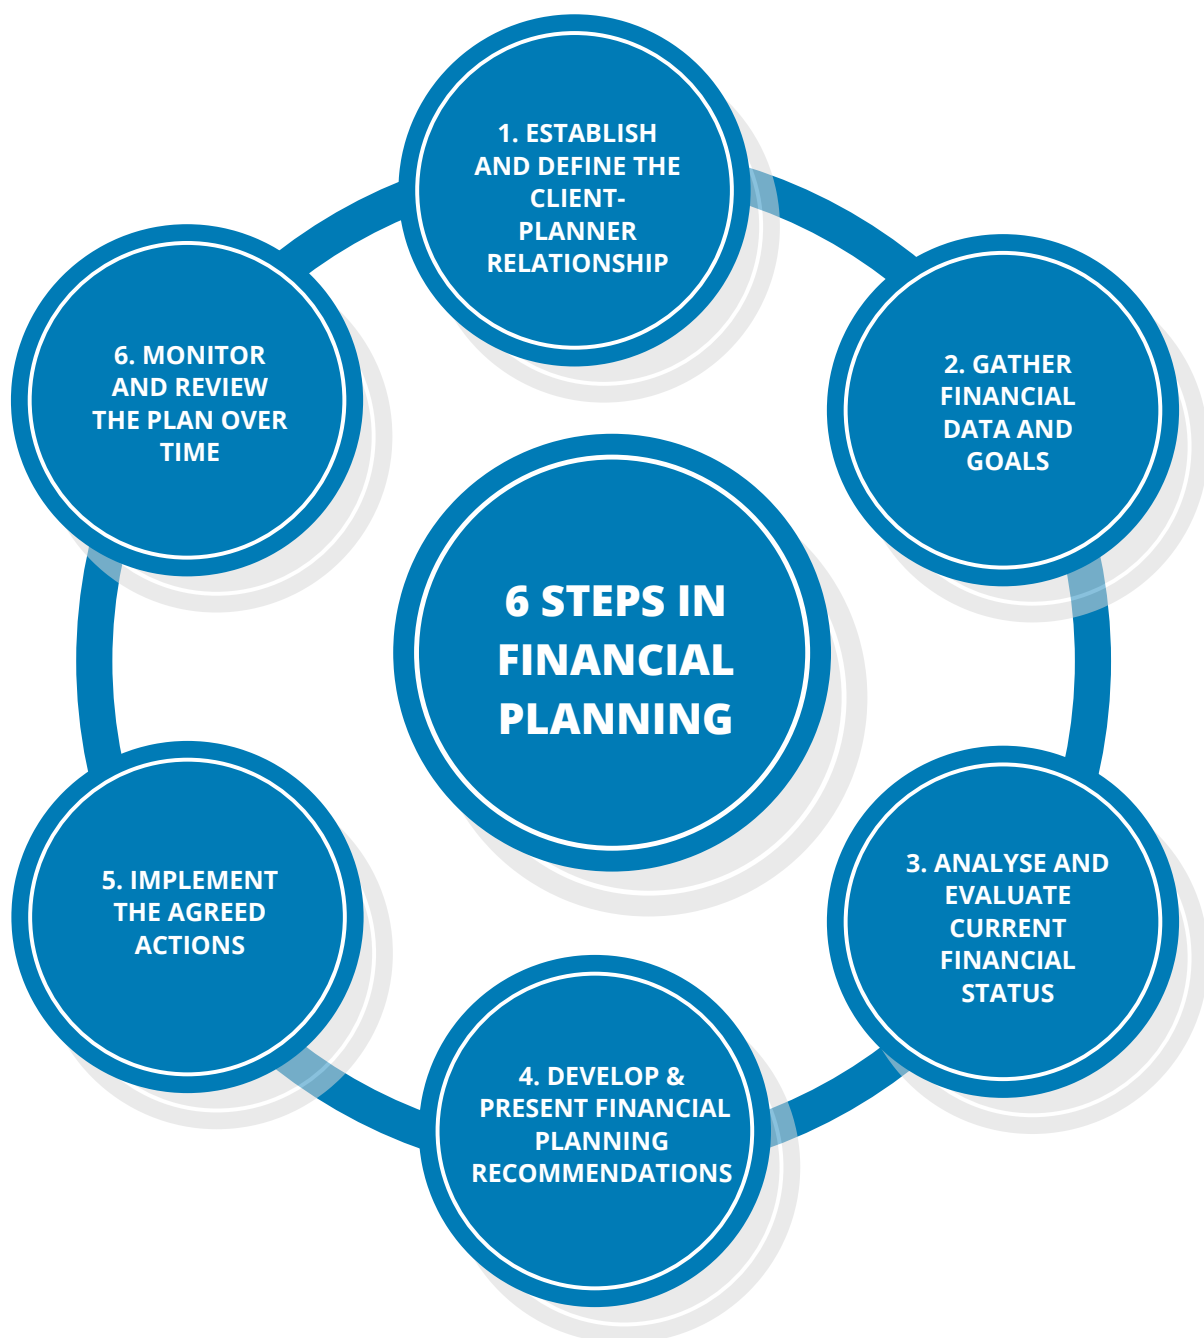 1. ESTABLISH
AND DEFINE THE
CLIENT-
PLANNER
RELATIONSHIP
2. GATHER
FINANCIAL
DATA AND
GOALS
3. ANALYSE AND
EVALUATE
CURRENT
FINANCIAL
STATUS
4. DEVELOP &
PRESENT FINANCIAL
PLANNING
RECOMMENDATIONS
5. IMPLEMENT
THE AGREED
ACTIONS
6. MONITOR
AND REVIEW
THE PLAN OVER
TIME
6 STEPS IN
FINANCIAL
PLANNING